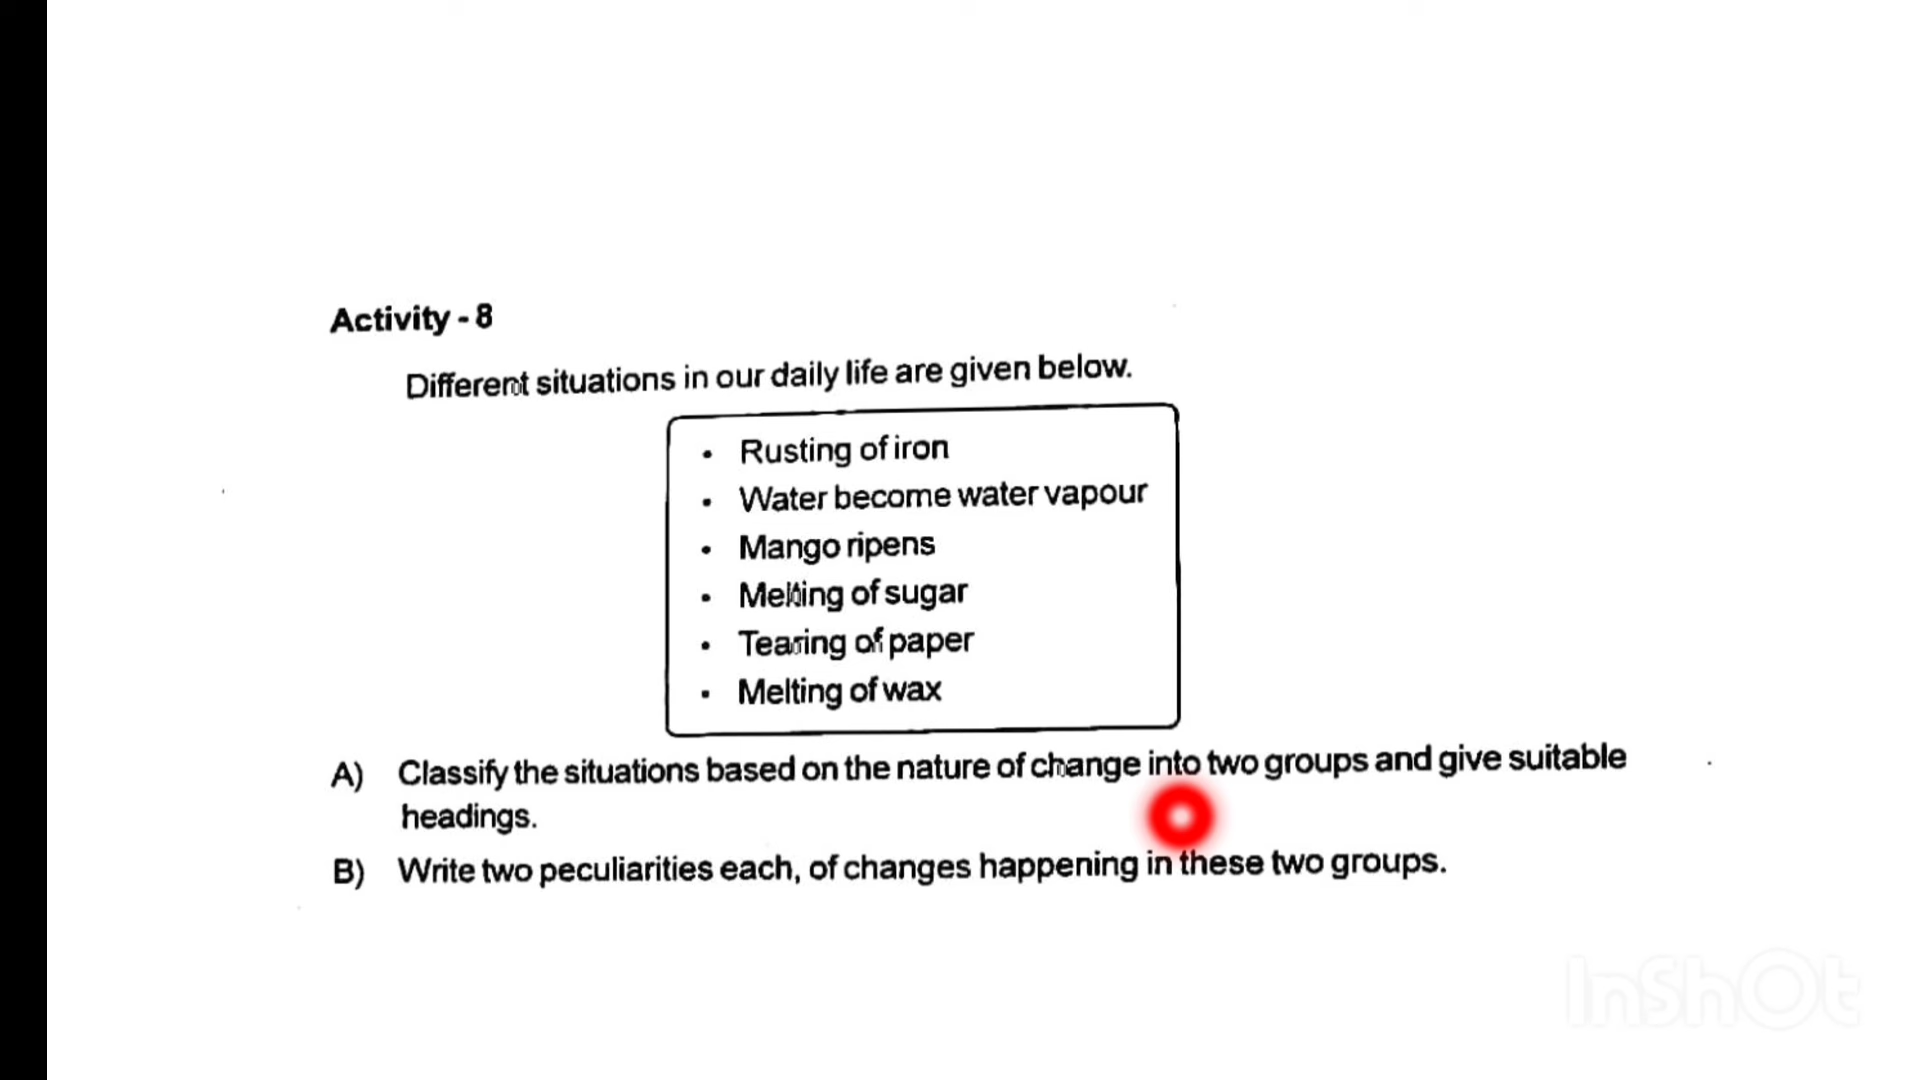 Activity - 8
Different situations in our daily life are given below.
• Rusting of iron
• Water become water vapour
• Mango ripens
• Melting of sugar
• Tearing of paper
• Melting of wax
A) Classify the situations based on the nature of change into two groups and give suitable
headings.
B) Write two peculiarities each, of changes happening in these two groups.
InShOt